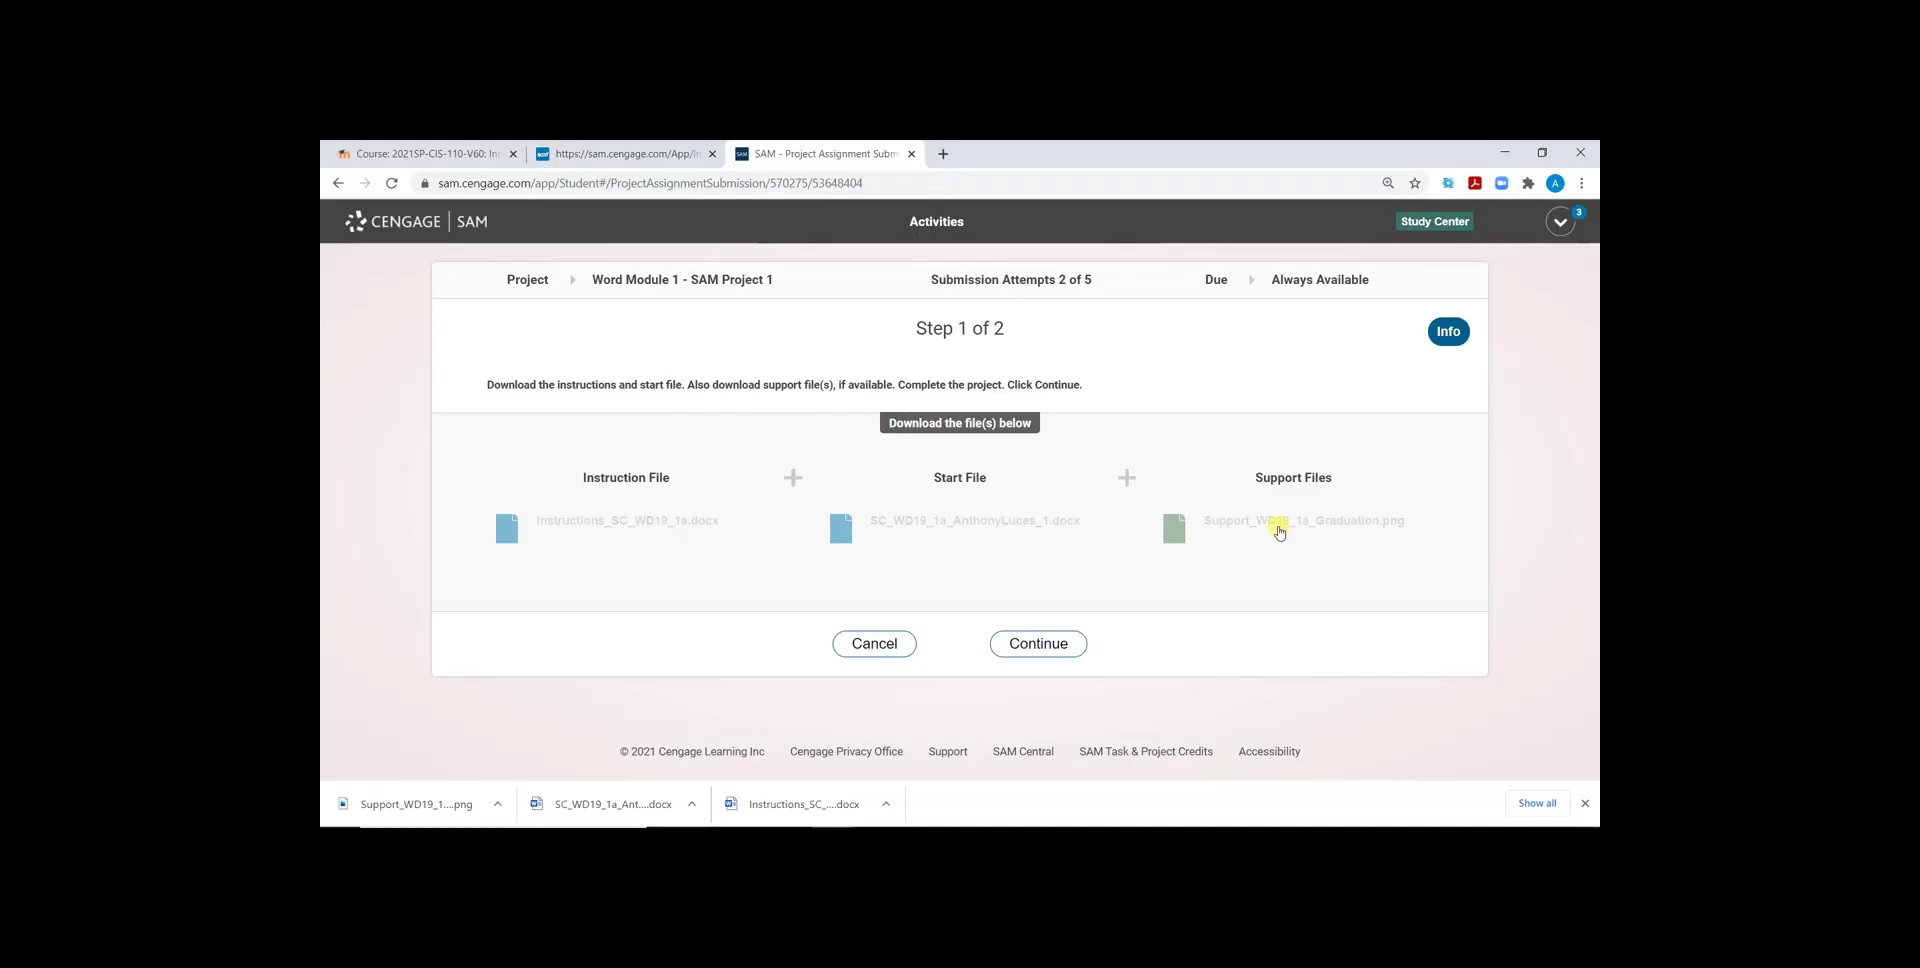 Course: 2021SP-CIS-110-V60: In
https://sam.cengage.com/App/In
SAM
SAM - Project Assignment Subm
sam.cengage.com/app/Student#/ProjectAssignmentSubmission/570275/53648404
A
CENGAGE | SAM
Activities
Study Center
3
Project
Word Module 1 - SAM Project 1
Submission Attempts 2 of 5
Due
Always Available
Step 1 of 2
Info
Download the instructions and start file. Also download support file(s), if available. Complete the project. Click Continue.
Download the file(s) below
Instruction File
Start File
Support Files
Instructions_SC_WD19_1a.docx
SC_WD19_1a_AnthonyLucas_1.docx
Support_WD19_1a_Graduation.png
Cancel
Continue
© 2021 Cengage Learning Inc
Cengage Privacy Office
Support
SAM Central
SAM Task & Project Credits
Accessibility
Support_WD19_1....png
SC_WD19_1a_Ant....docx
Instructions_SC_....docx
Show all